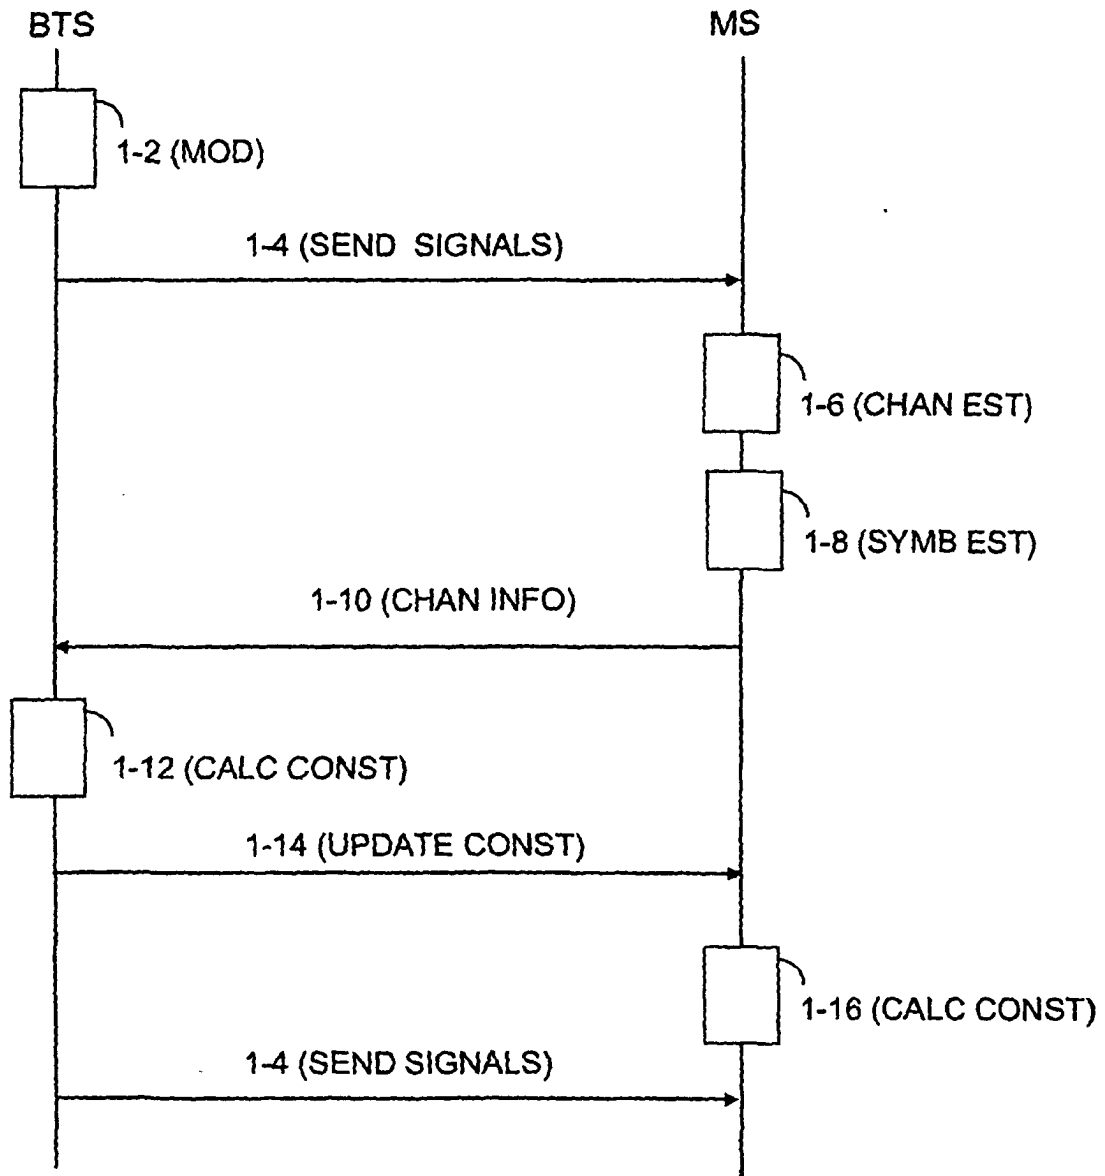 BTS
MS
1-2 (MOD)
1-4 (SEND SIGNALS)
1-6 (CHAN EST)
1-8 (SYMB EST)
1-10 (CHAN INFO)
1-12 (CALC CONST)
1-14 (UPDATE CONST)
1-16 (CALC CONST)
1-4 (SEND SIGNALS)